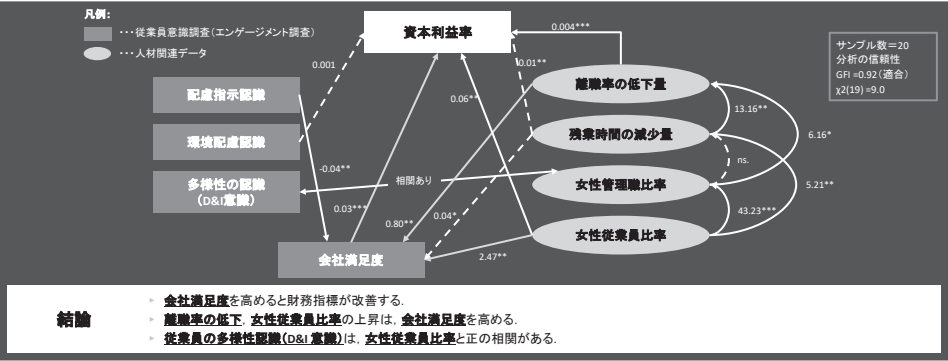 凡例：
・・・従業員意識調査（エンゲージメント調査）
・・・人材関連データ
資本利益率
0.004***
サンプル数＝20
分析の信頼性
GFI =0.92（適合）
χ2(19) =9.0
0.001
0.01**
配慮指示認識
離職率の低下量
0.06**
13.16**
環境配慮認識
残業時間の減少量
6.16*
ns.
-0.04**
多様性の認識
（D&I意識）
相関あり
女性管理職比率
5.21**
0.03***
0.80**
0.04*
43.23***
女性従業員比率
会社満足度
2.47**
結論
会社満足度を高めると財務指標が改善する.
離職率の低下, 女性従業員比率の上昇は, 会社満足度を高める.
従業員の多様性認識(D&I 意識)は, 女性従業員比率と正の相関がある.